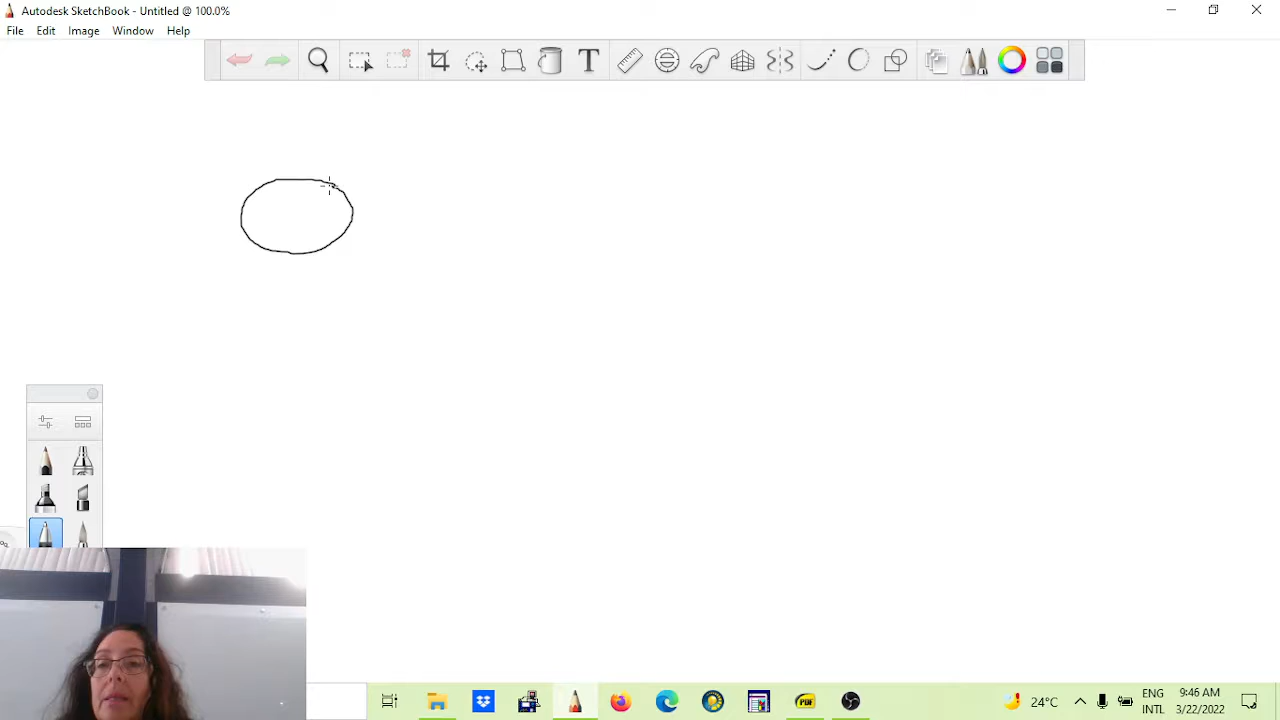 Autodesk SketchBook - Untitled @ 100.0%
File Edit Image Window Help
T
PDF
24°C
ENG
INTL
9:46 AM
3/22/2022